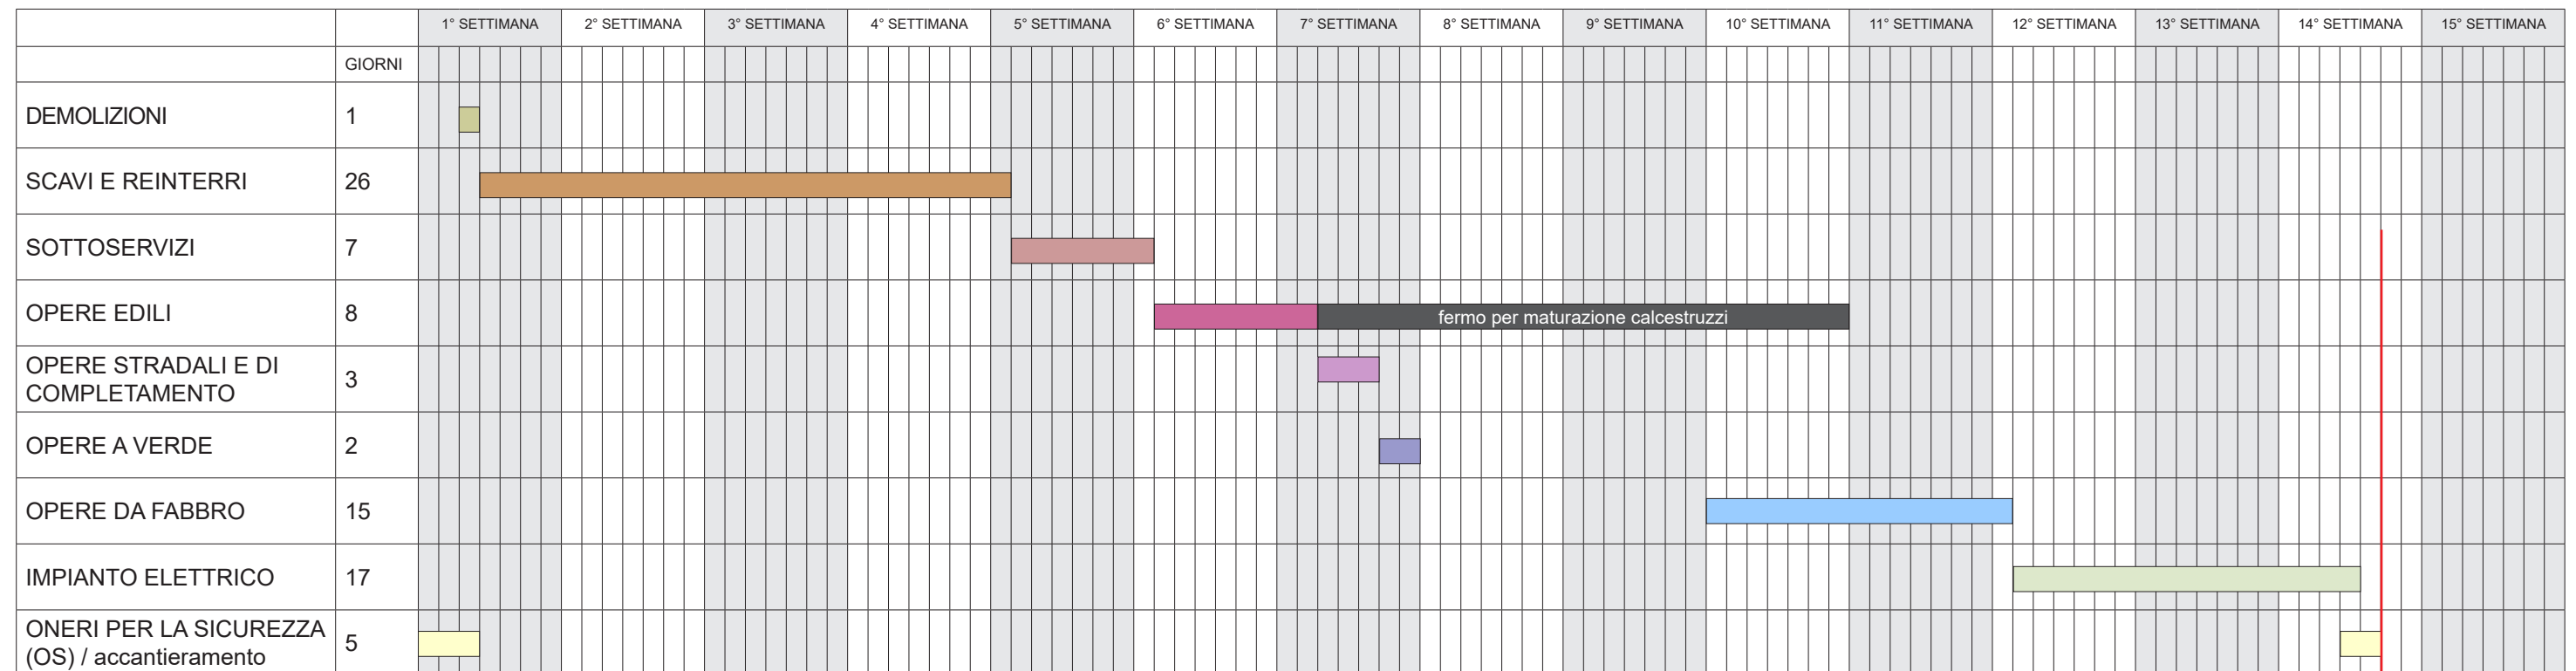 1° SETTIMANA 2° SETTIMANA 3° SETTIMANA 4° SETTIMANA 5° SETTIMANA 6° SETTIMANA 7° SETTIMANA 8° SETTIMANA 9° SETTIMANA 10° SETTIMANA 11° SETTIMANA 12° SETTIMANA 13° SETTIMANA 14° SETTIMANA 15° SETTIMANA
GIORNI
DEMOLIZIONI 1
SCAVI E REINTERRI 26
SOTTOSERVIZI 7
OPERE EDILI 8 fermo per maturazione calcestruzzi
OPERE STRADALI E DI
COMPLETAMENTO 3
OPERE A VERDE 2
OPERE DA FABBRO 15
IMPIANTO ELETTRICO 17
ONERI PER LA SICUREZZA
(OS) / accantieramento 5